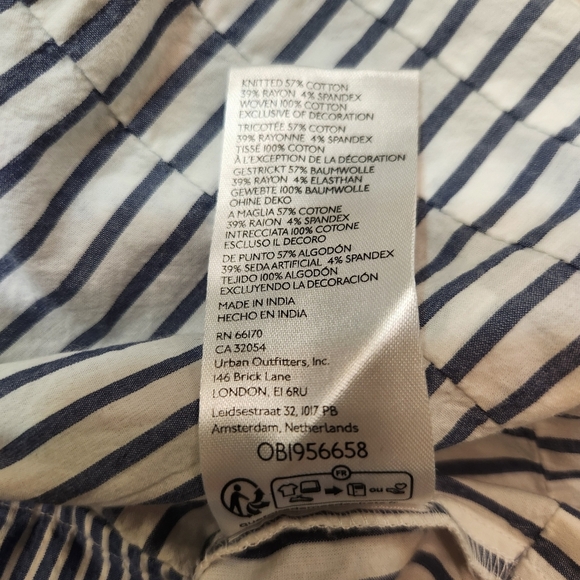 KNITTED 57% COTTON
39% RAYON 4% SPANDEX
WOVEN 100% COTTON
EXCLUSIVE OF DECORATION
TRICOTÉE 57% COTON
39% RAYONNE 4% SPANDEX
TISSÉ 100% COTON
À L'EXCEPTION DE LA DÉCORATION
GESTRICKT 57% BAUMWOLLE
39% RAYON 4% ELASTHAN
GEWEBTE 100% BAUMWOLLE
OHINE DEKO
A MAGLIA 57% COTONE
39% RAION 4% SPANDEX
INTRECCIATA 100% COTONE
ESCLUSO IL DECORO
DE PUNTO 57% ALGODÓN
39% SEDA ARTIFICIAL 4% SPANDEX
TEJIDO 100% ALGODÓN
EXCLUYENDO LA DECORACIÓN
MADE IN INDIA
HECHO EN INDIA
RN 66170
CA 32054
Urban Outfitters, Inc.
146 Brick Lane
LONDON, E1 6RU
Leidsestraat 32, 1017 PB
Amsterdam, Netherlands
OB1956658
FR
OU